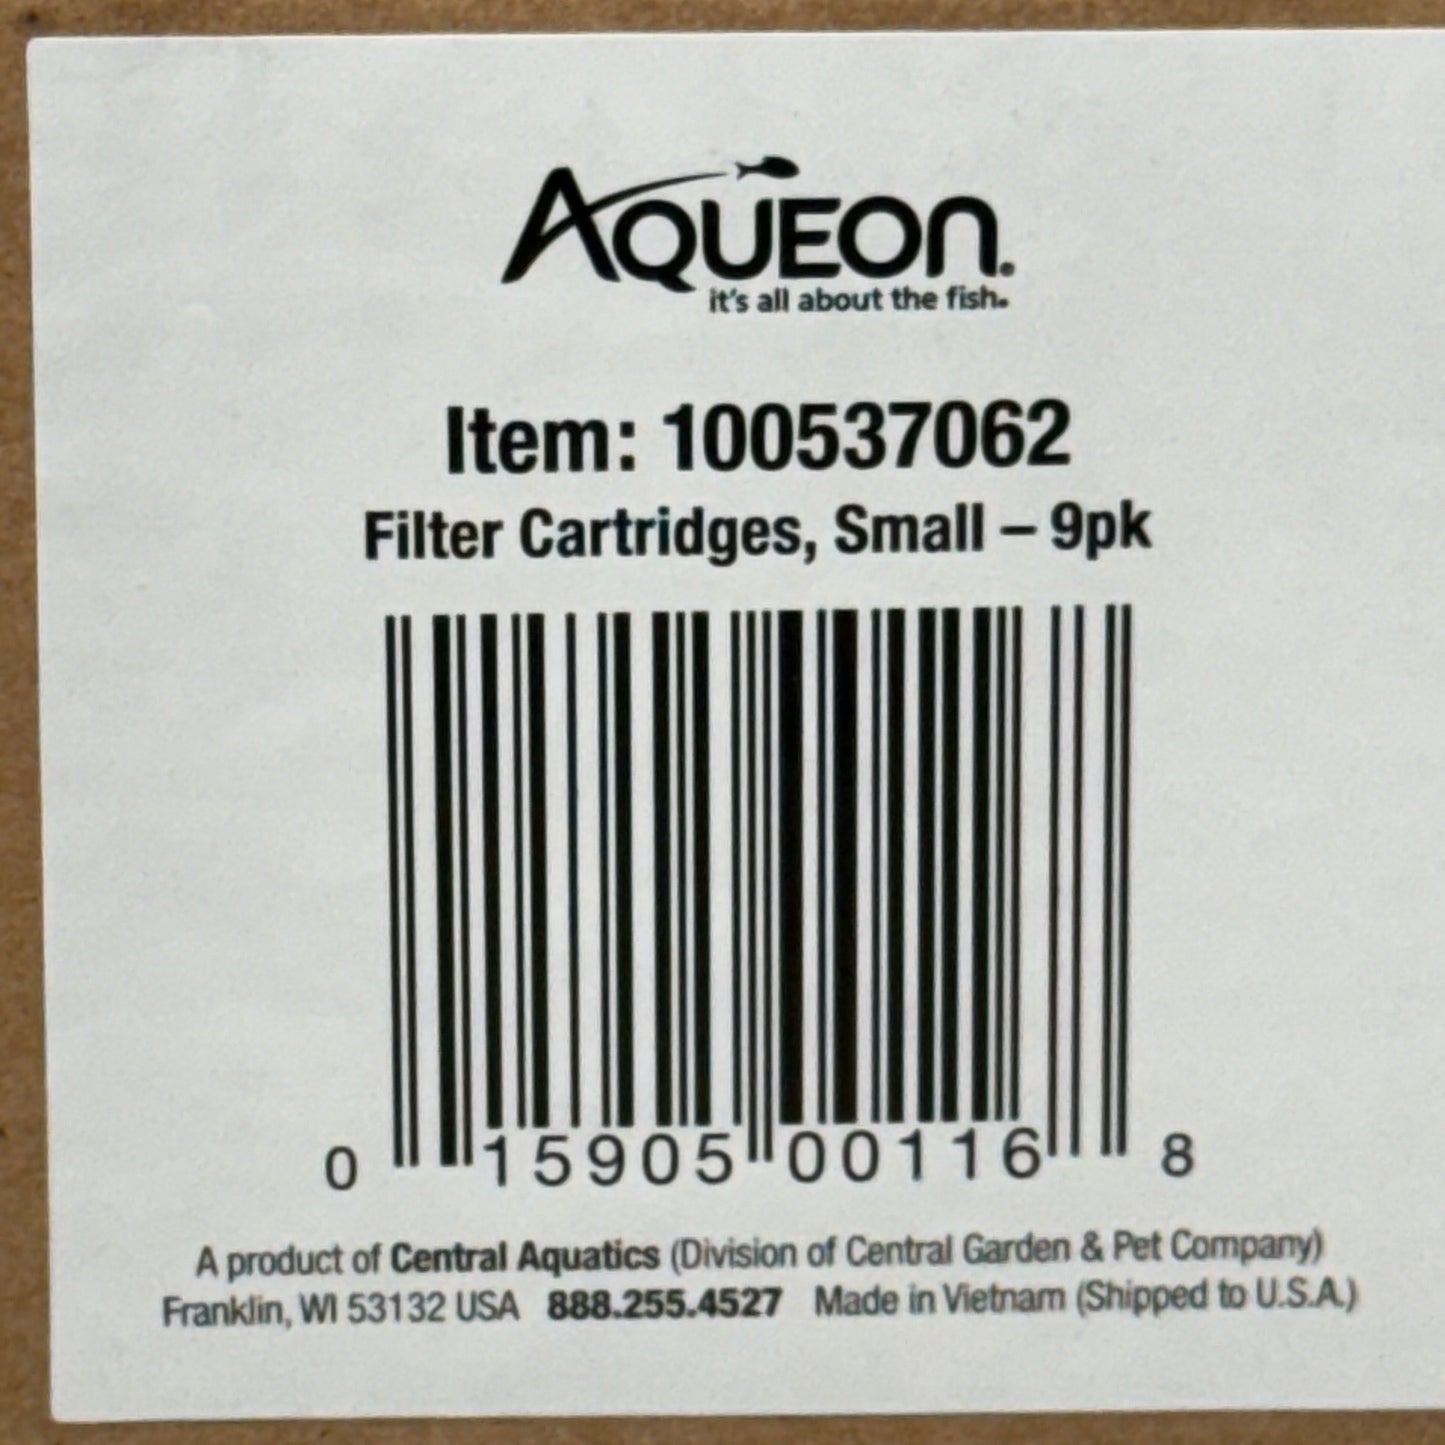 AQUEON®
it's all about the fish®
Item: 100537062
Filter Cartridges, Small – 9pk
0 15905 00116 8
A product of Central Aquatics (Division of Central Garden & Pet Company)
Franklin, WI 53132 USA 888.255.4527 Made in Vietnam (Shipped to U.S.A.)